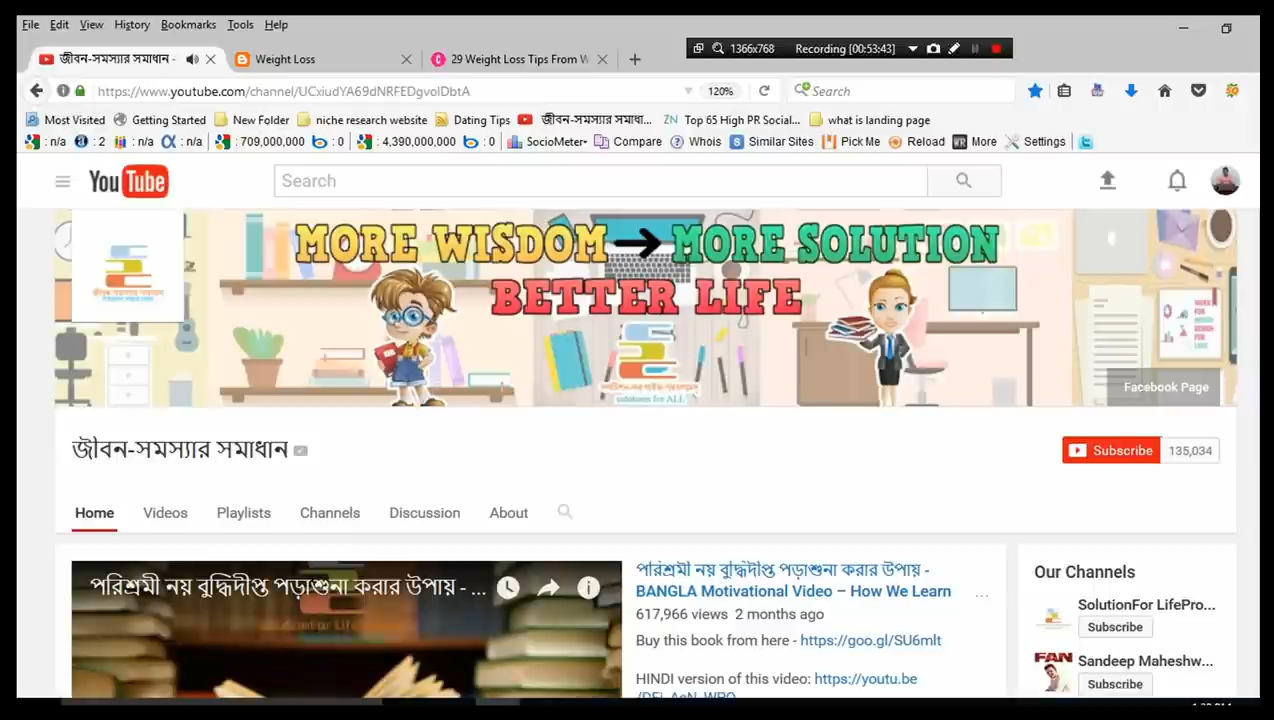 File Edit View History Bookmarks Tools Help
1366x768 Recording [00:53:43]
জীবন-সমস্যার সমাধান - Weight Loss 29 Weight Loss Tips From W
https://www.youtube.com/channel/UCxiudYA69dNRFEDgvolDbtA 120% Search
Most Visited Getting Started New Folder niche research website Dating Tips জীবন-সমস্যার সমাধা... ZN Top 65 High PR Social... what is landing page
: n/a : 2 : n/a : n/a : 709,000,000 : 0 : 4,390,000,000 : 0 SocioMeter Compare ? Whois S Similar Sites Pick Me Reload WR More Settings
YouTube Search
MORE WISDOM → MORE SOLUTION
BETTER LIFE
solutions for ALL
Facebook Page
জীবন-সমস্যার সমাধান
Subscribe 135,034
Home Videos Playlists Channels Discussion About
পরিশ্রমী নয় বুদ্ধিদীপ্ত পড়াশুনা করার উপায় - ...
পরিশ্রমী নয় বুদ্ধিদীপ্ত পড়াশুনা করার উপায় -
BANGLA Motivational Video – How We Learn ...
617,966 views 2 months ago
Buy this book from here - https://goo.gl/SU6mlt
HINDI version of this video: https://youtu.be
Our Channels
SolutionFor LifePro...
Subscribe
FAN Sandeep Maheshw...
Subscribe